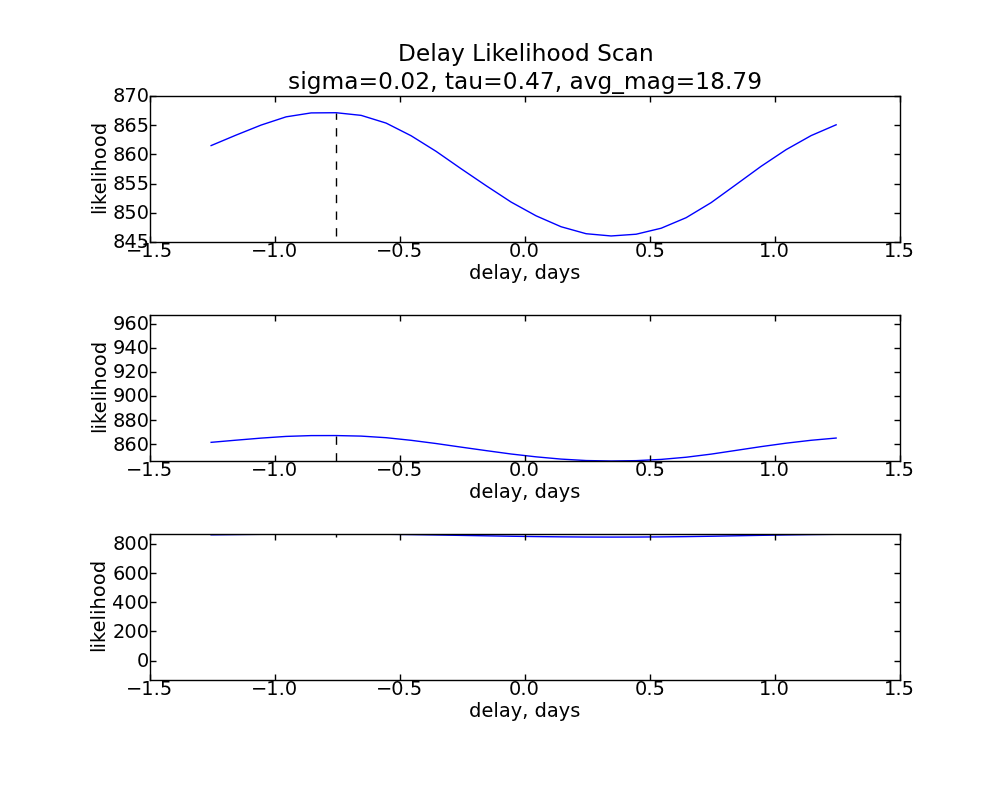 Delay Likelihood Scan
sigma=0.02, tau=0.47, avg_mag=18.79
870
865
860
855
850
845
likelihood
−1.5 −1.0 −0.5 0.0 0.5 1.0 1.5
delay, days
960
940
920
900
880
860
likelihood
−1.5 −1.0 −0.5 0.0 0.5 1.0 1.5
delay, days
800
600
400
200
0
likelihood
−1.5 −1.0 −0.5 0.0 0.5 1.0 1.5
delay, days